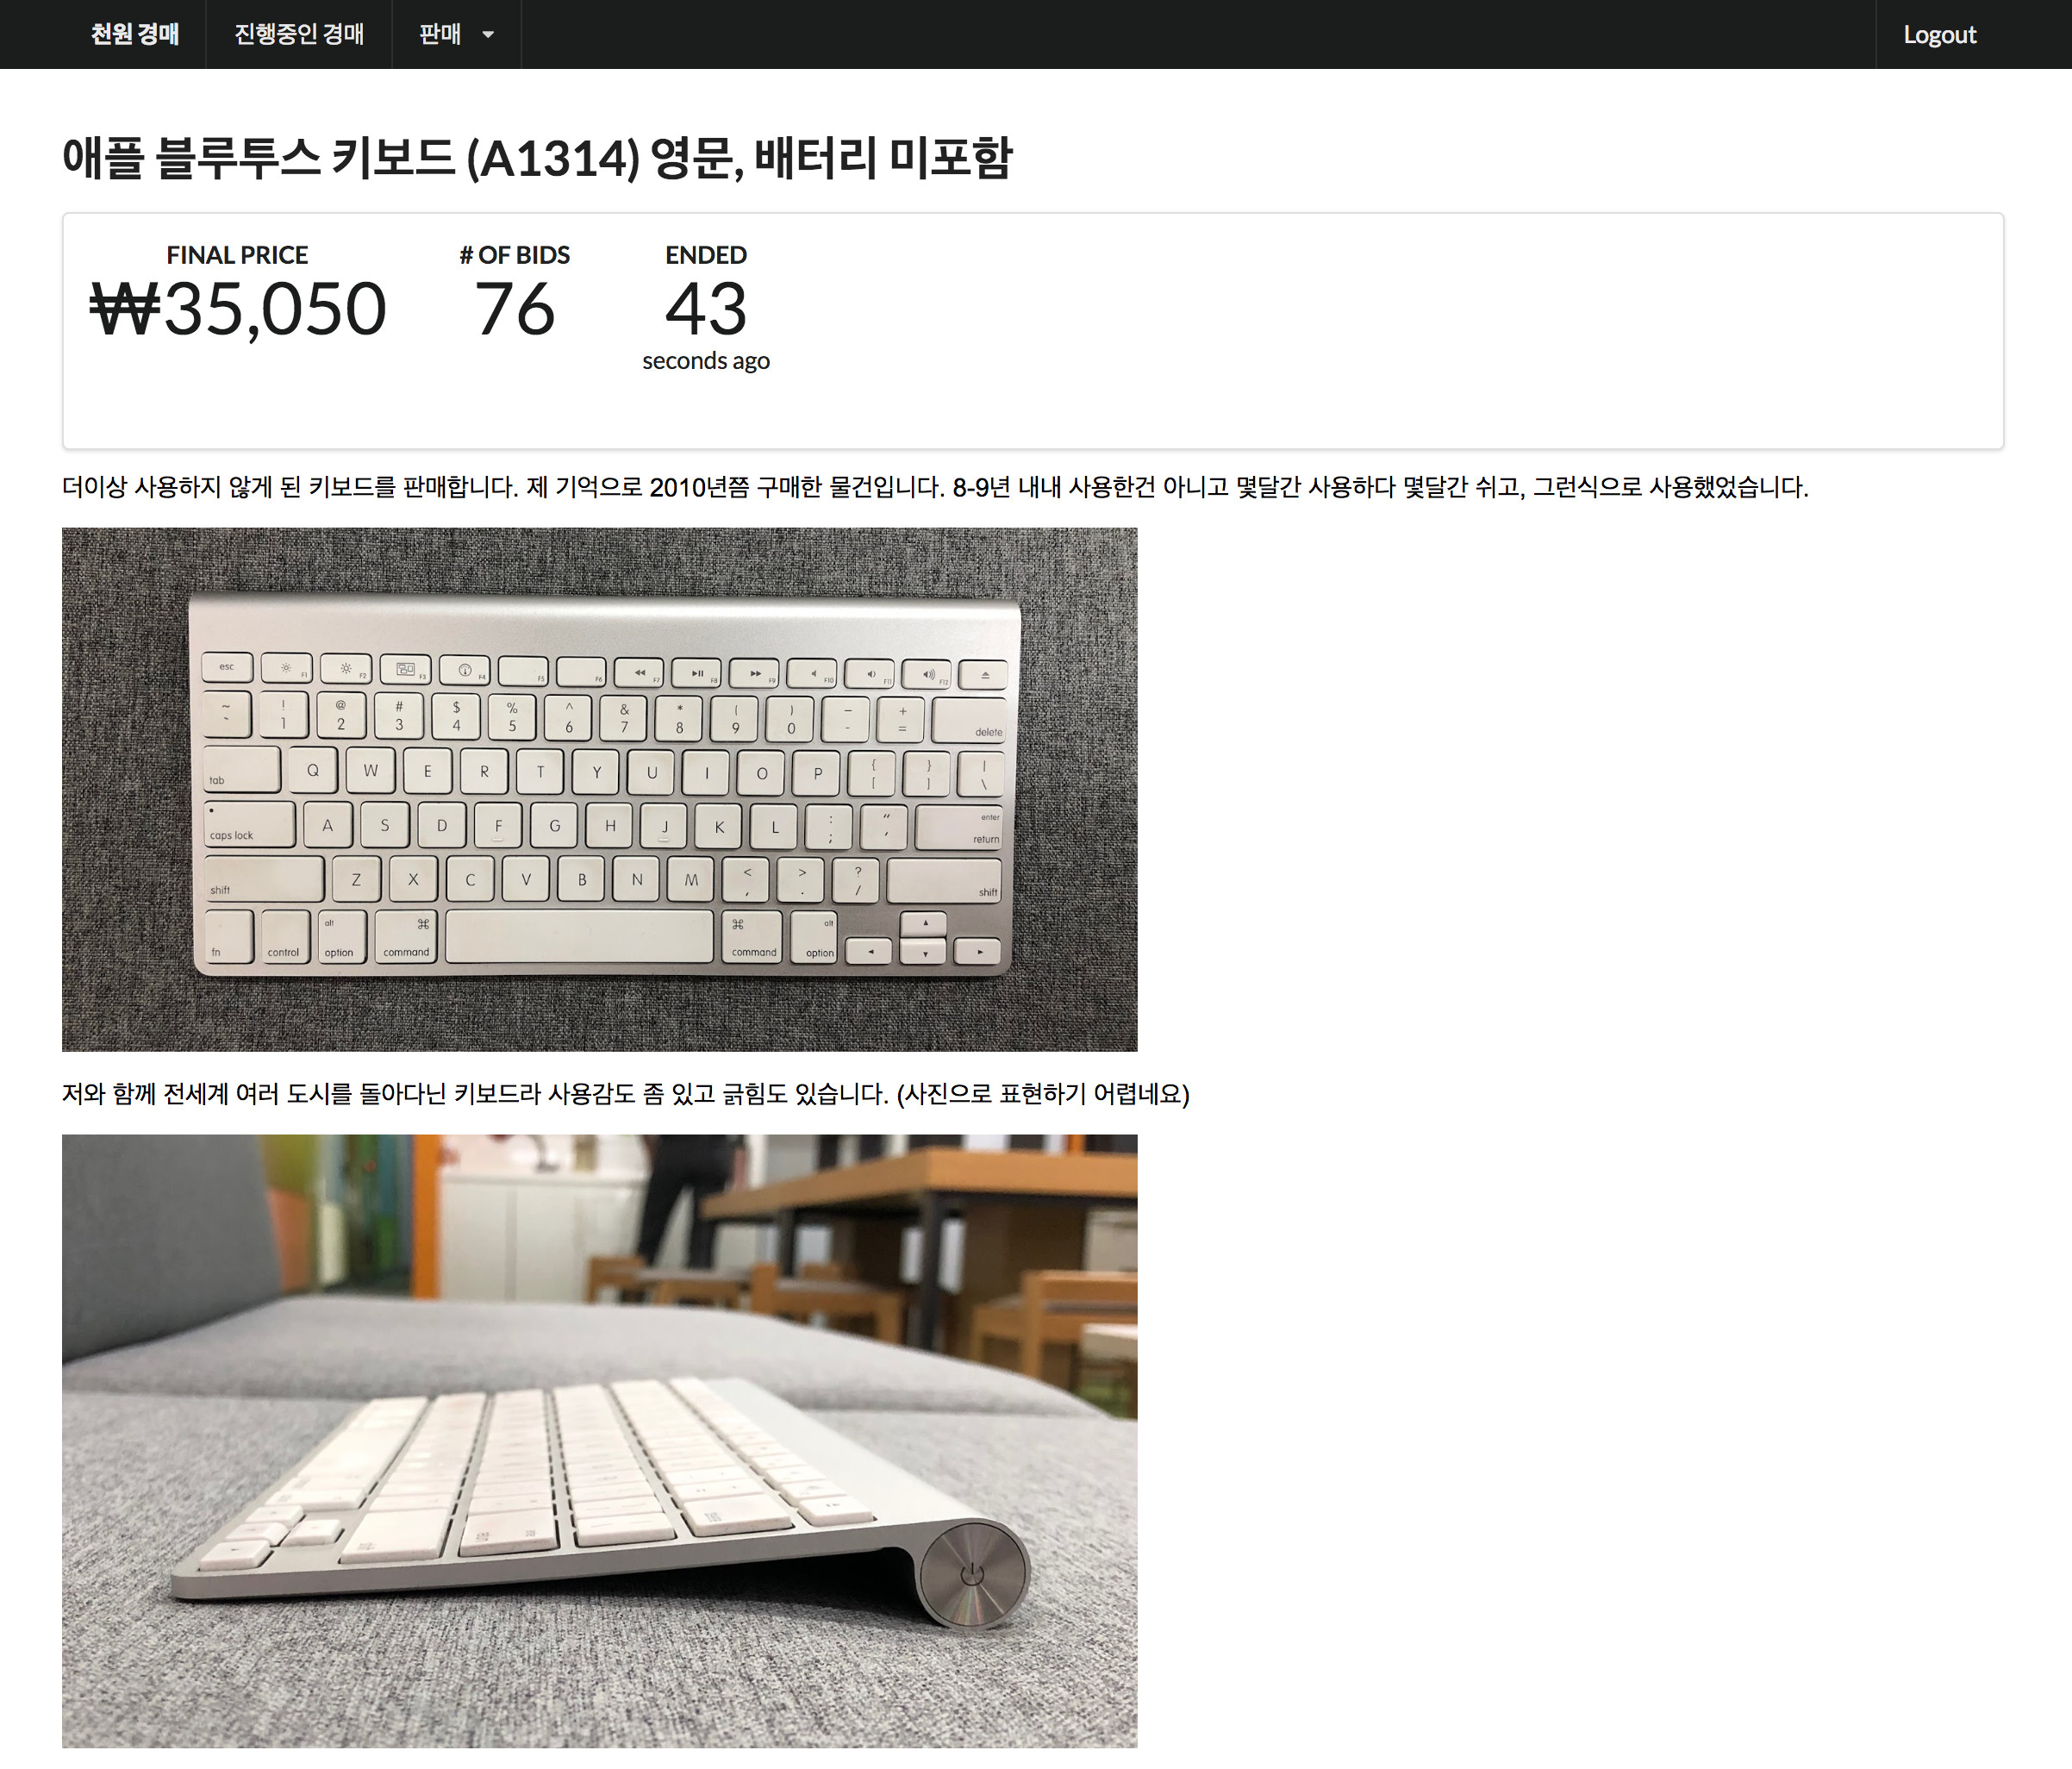 천원 경매 진행중인 경매 판매 Logout
애플 블루투스 키보드 (A1314) 영문, 배터리 미포함
FINAL PRICE # OF BIDS ENDED
₩35,050 76 43
seconds ago
더이상 사용하지 않게 된 키보드를 판매합니다. 제 기억으로 2010년쯤 구매한 물건입니다. 8-9년 내내 사용한건 아니고 몇달간 사용하다 몇달간 쉬고, 그런식으로 사용했었습니다.
esc F1 F2 F3 F4 F5 F6 F7 F8 F9 F10 F11 F12
~ ! @ # $ % ^ & * ( ) — +
` 1 2 3 4 5 6 7 8 9 0 - = delete
tab Q W E R T Y U I O P { [ } ] | \
caps lock A S D F G H J K L : ; " ' enter return
shift Z X C V B N M < , > . ? / shift
fn control alt option ⌘ command ⌘ command alt option
저와 함께 전세계 여러 도시를 돌아다닌 키보드라 사용감도 좀 있고 긁힘도 있습니다. (사진으로 표현하기 어렵네요)